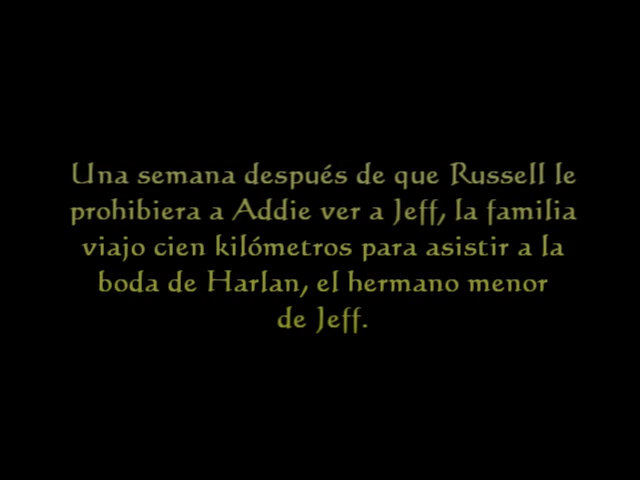 Una semana después de que Russell le
prohibiera a Addie ver a Jeff, la familia
viajo cien kilómetros para asistir a la
boda de Harlan, el hermano menor
de Jeff.